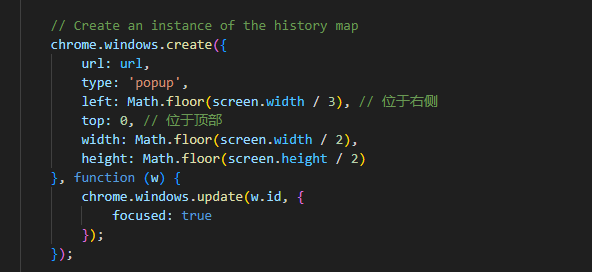 // Create an instance of the history map
chrome.windows.create({
    url: url,
    type: 'popup',
    left: Math.floor(screen.width / 3), // 位于右侧
    top: 0, // 位于顶部
    width: Math.floor(screen.width / 2),
    height: Math.floor(screen.height / 2)
}, function (w) {
    chrome.windows.update(w.id, {
        focused: true
    });
});